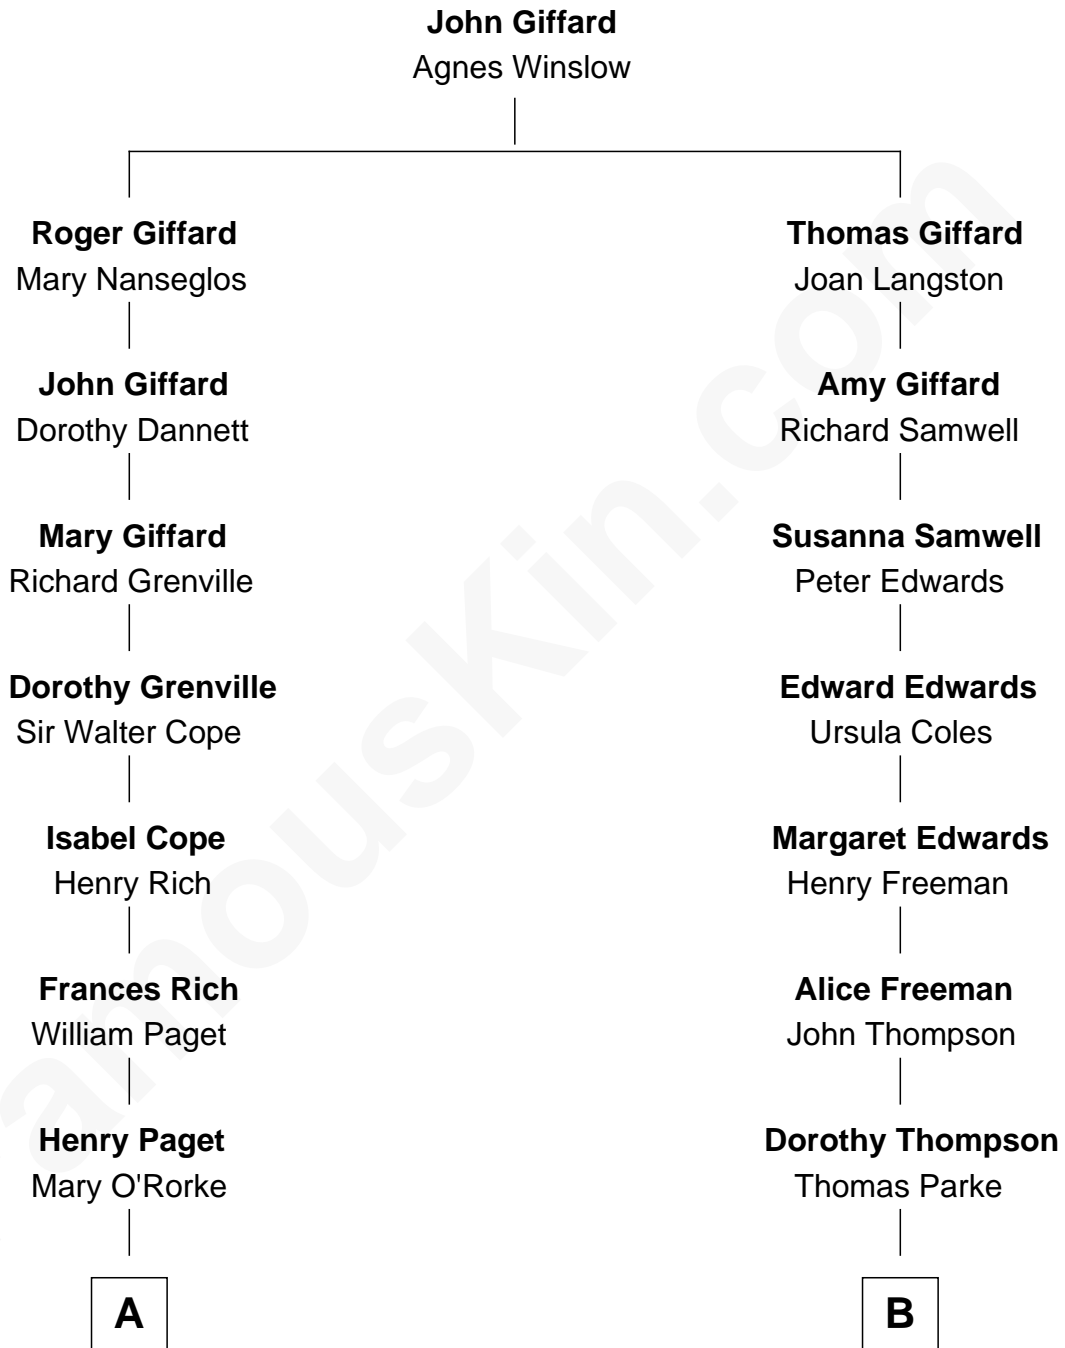 John Giffard
Agnes Winslow
Roger Giffard
Mary Nanseglos
Thomas Giffard
Joan Langston
John Giffard
Dorothy Dannett
Amy Giffard
Richard Samwell
Mary Giffard
Richard Grenville
Susanna Samwell
Peter Edwards
Dorothy Grenville
Sir Walter Cope
Edward Edwards
Ursula Coles
Isabel Cope
Henry Rich
Margaret Edwards
Henry Freeman
Frances Rich
William Paget
Alice Freeman
John Thompson
Henry Paget
Mary O'Rorke
Dorothy Thompson
Thomas Parke
A
B
amousKin.com